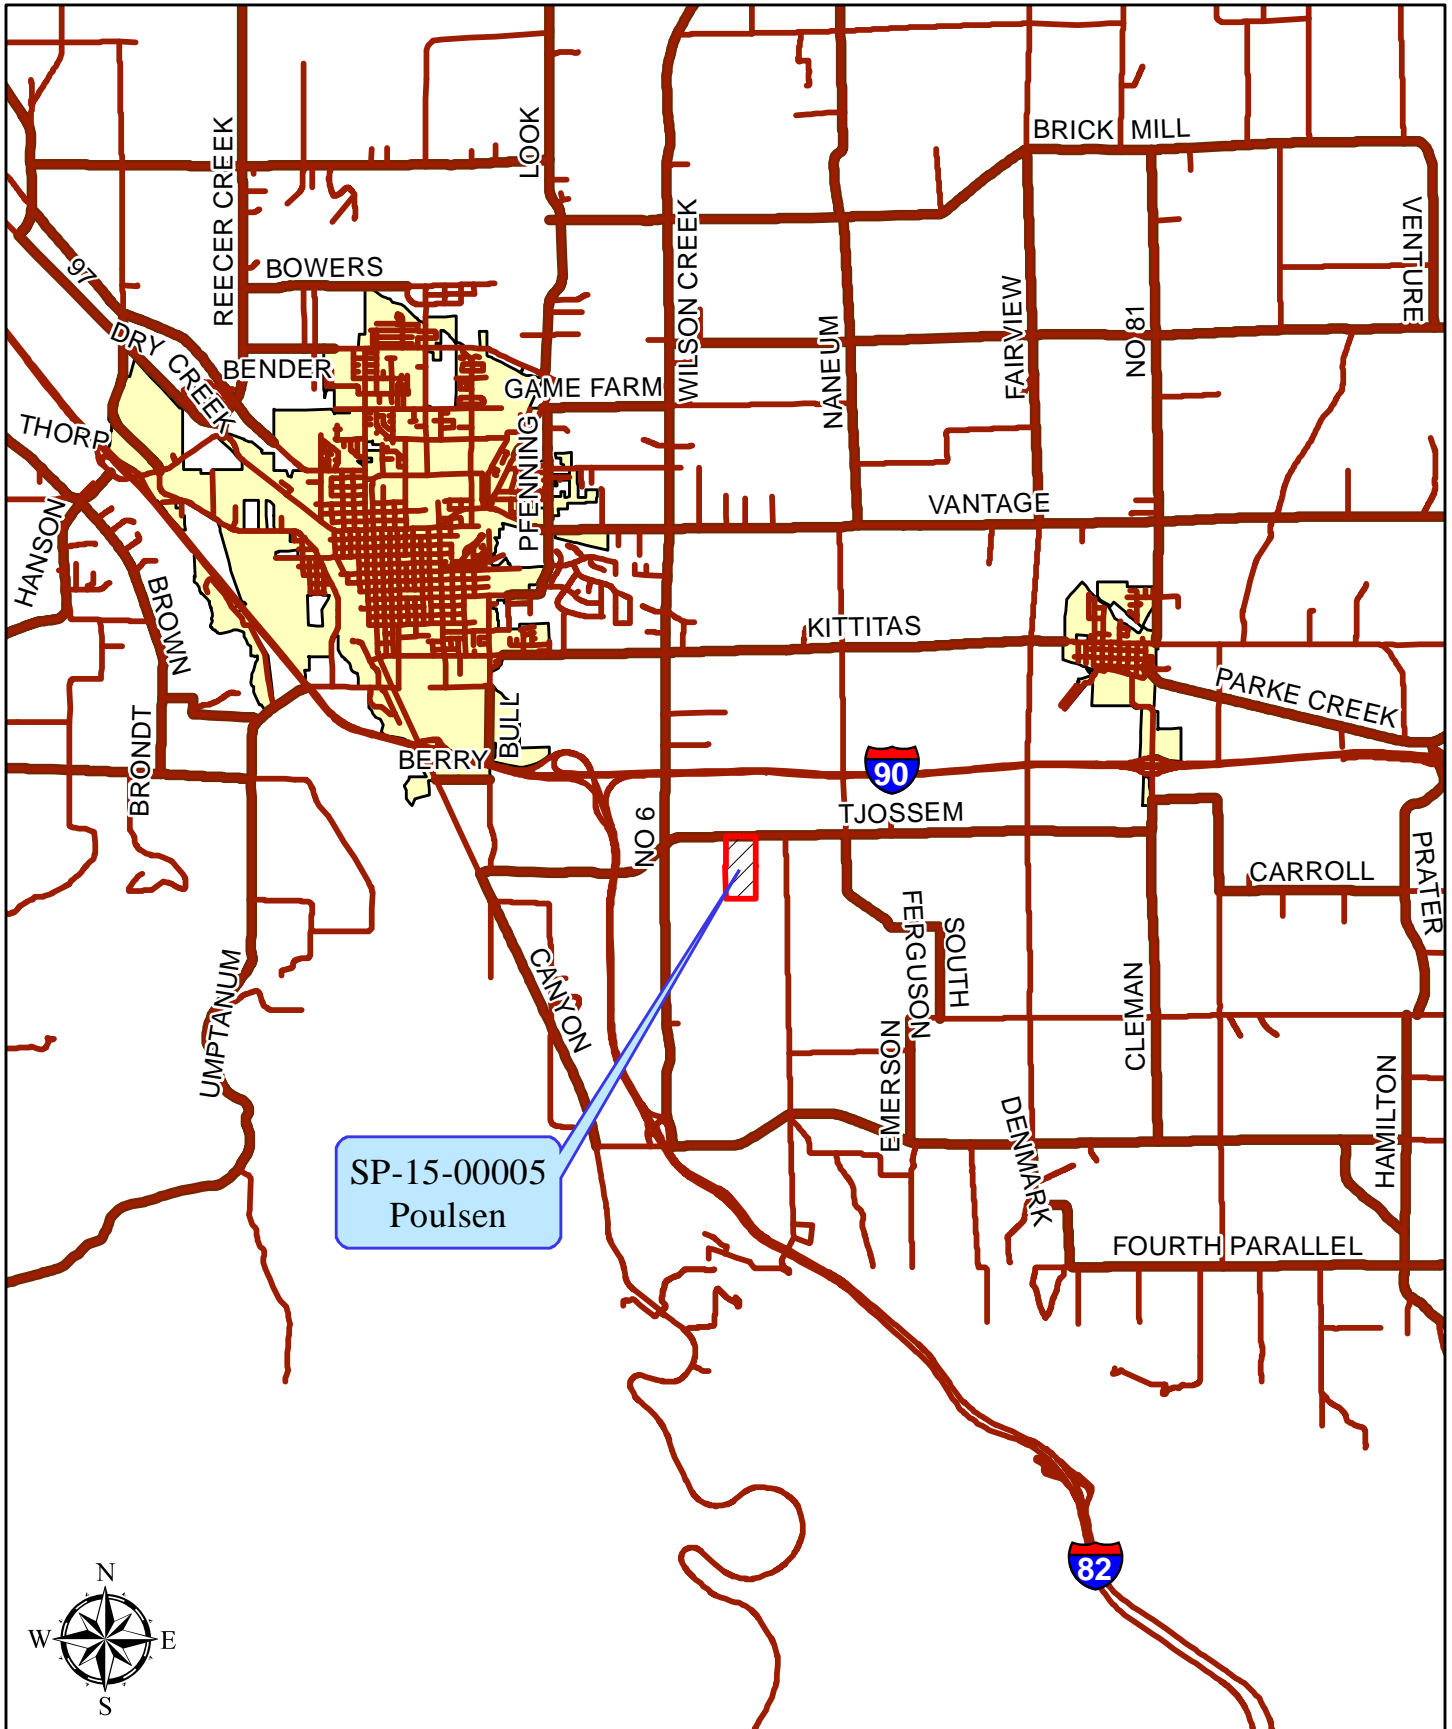 LOOK
BRICK MILL
REECER CREEK
WILSON CREEK
VENTURE
97
BOWERS
FAIRVIEW
NO 81
NANEUM
DRY CREEK
BENDER
GAME FARM
THORP
PFENNING
VANTAGE
HANSON
BROWN
KITTITAS
PARKE CREEK
BULL
BRONDT
BERRY
90
TJOSSEM
NO 6
PRATER
CARROLL
FERGUSON
SOUTH
CANYON
UMPTANUM
CLEMAN
EMERSON
HAMILTON
DENMARK
SP-15-00005
Poulsen
FOURTH PARALLEL
82
N
W
E
S